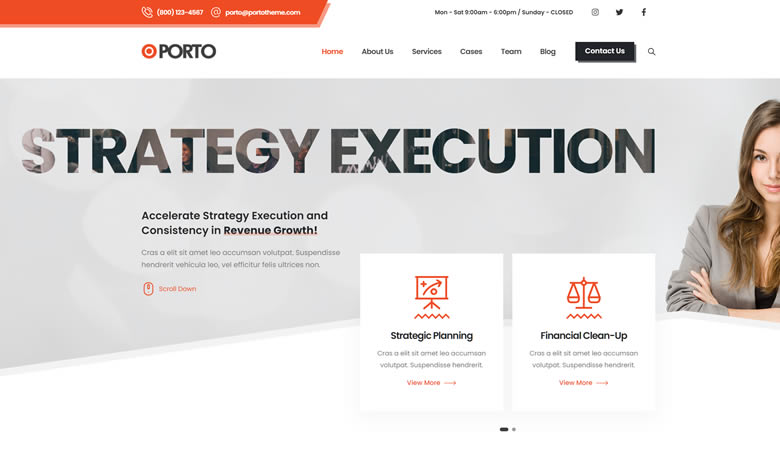 (800) 123-4567 porto@portotheme.com Mon - Sat 9:00am - 6:00pm / Sunday - CLOSED
PORTO Home About Us Services Cases Team Blog Contact Us
STRATEGY EXECUTION
Accelerate Strategy Execution and
Consistency in Revenue Growth!
Cras a elit sit amet leo accumsan volutpat. Suspendisse
hendrerit vehicula leo, vel efficitur felis ultrices non.
Scroll Down
Strategic Planning
Cras a elit sit amet leo accumsan
volutpat. Suspendisse hendrerit.
View More
Financial Clean-Up
Cras a elit sit amet leo accumsan
volutpat. Suspendisse hendrerit.
View More